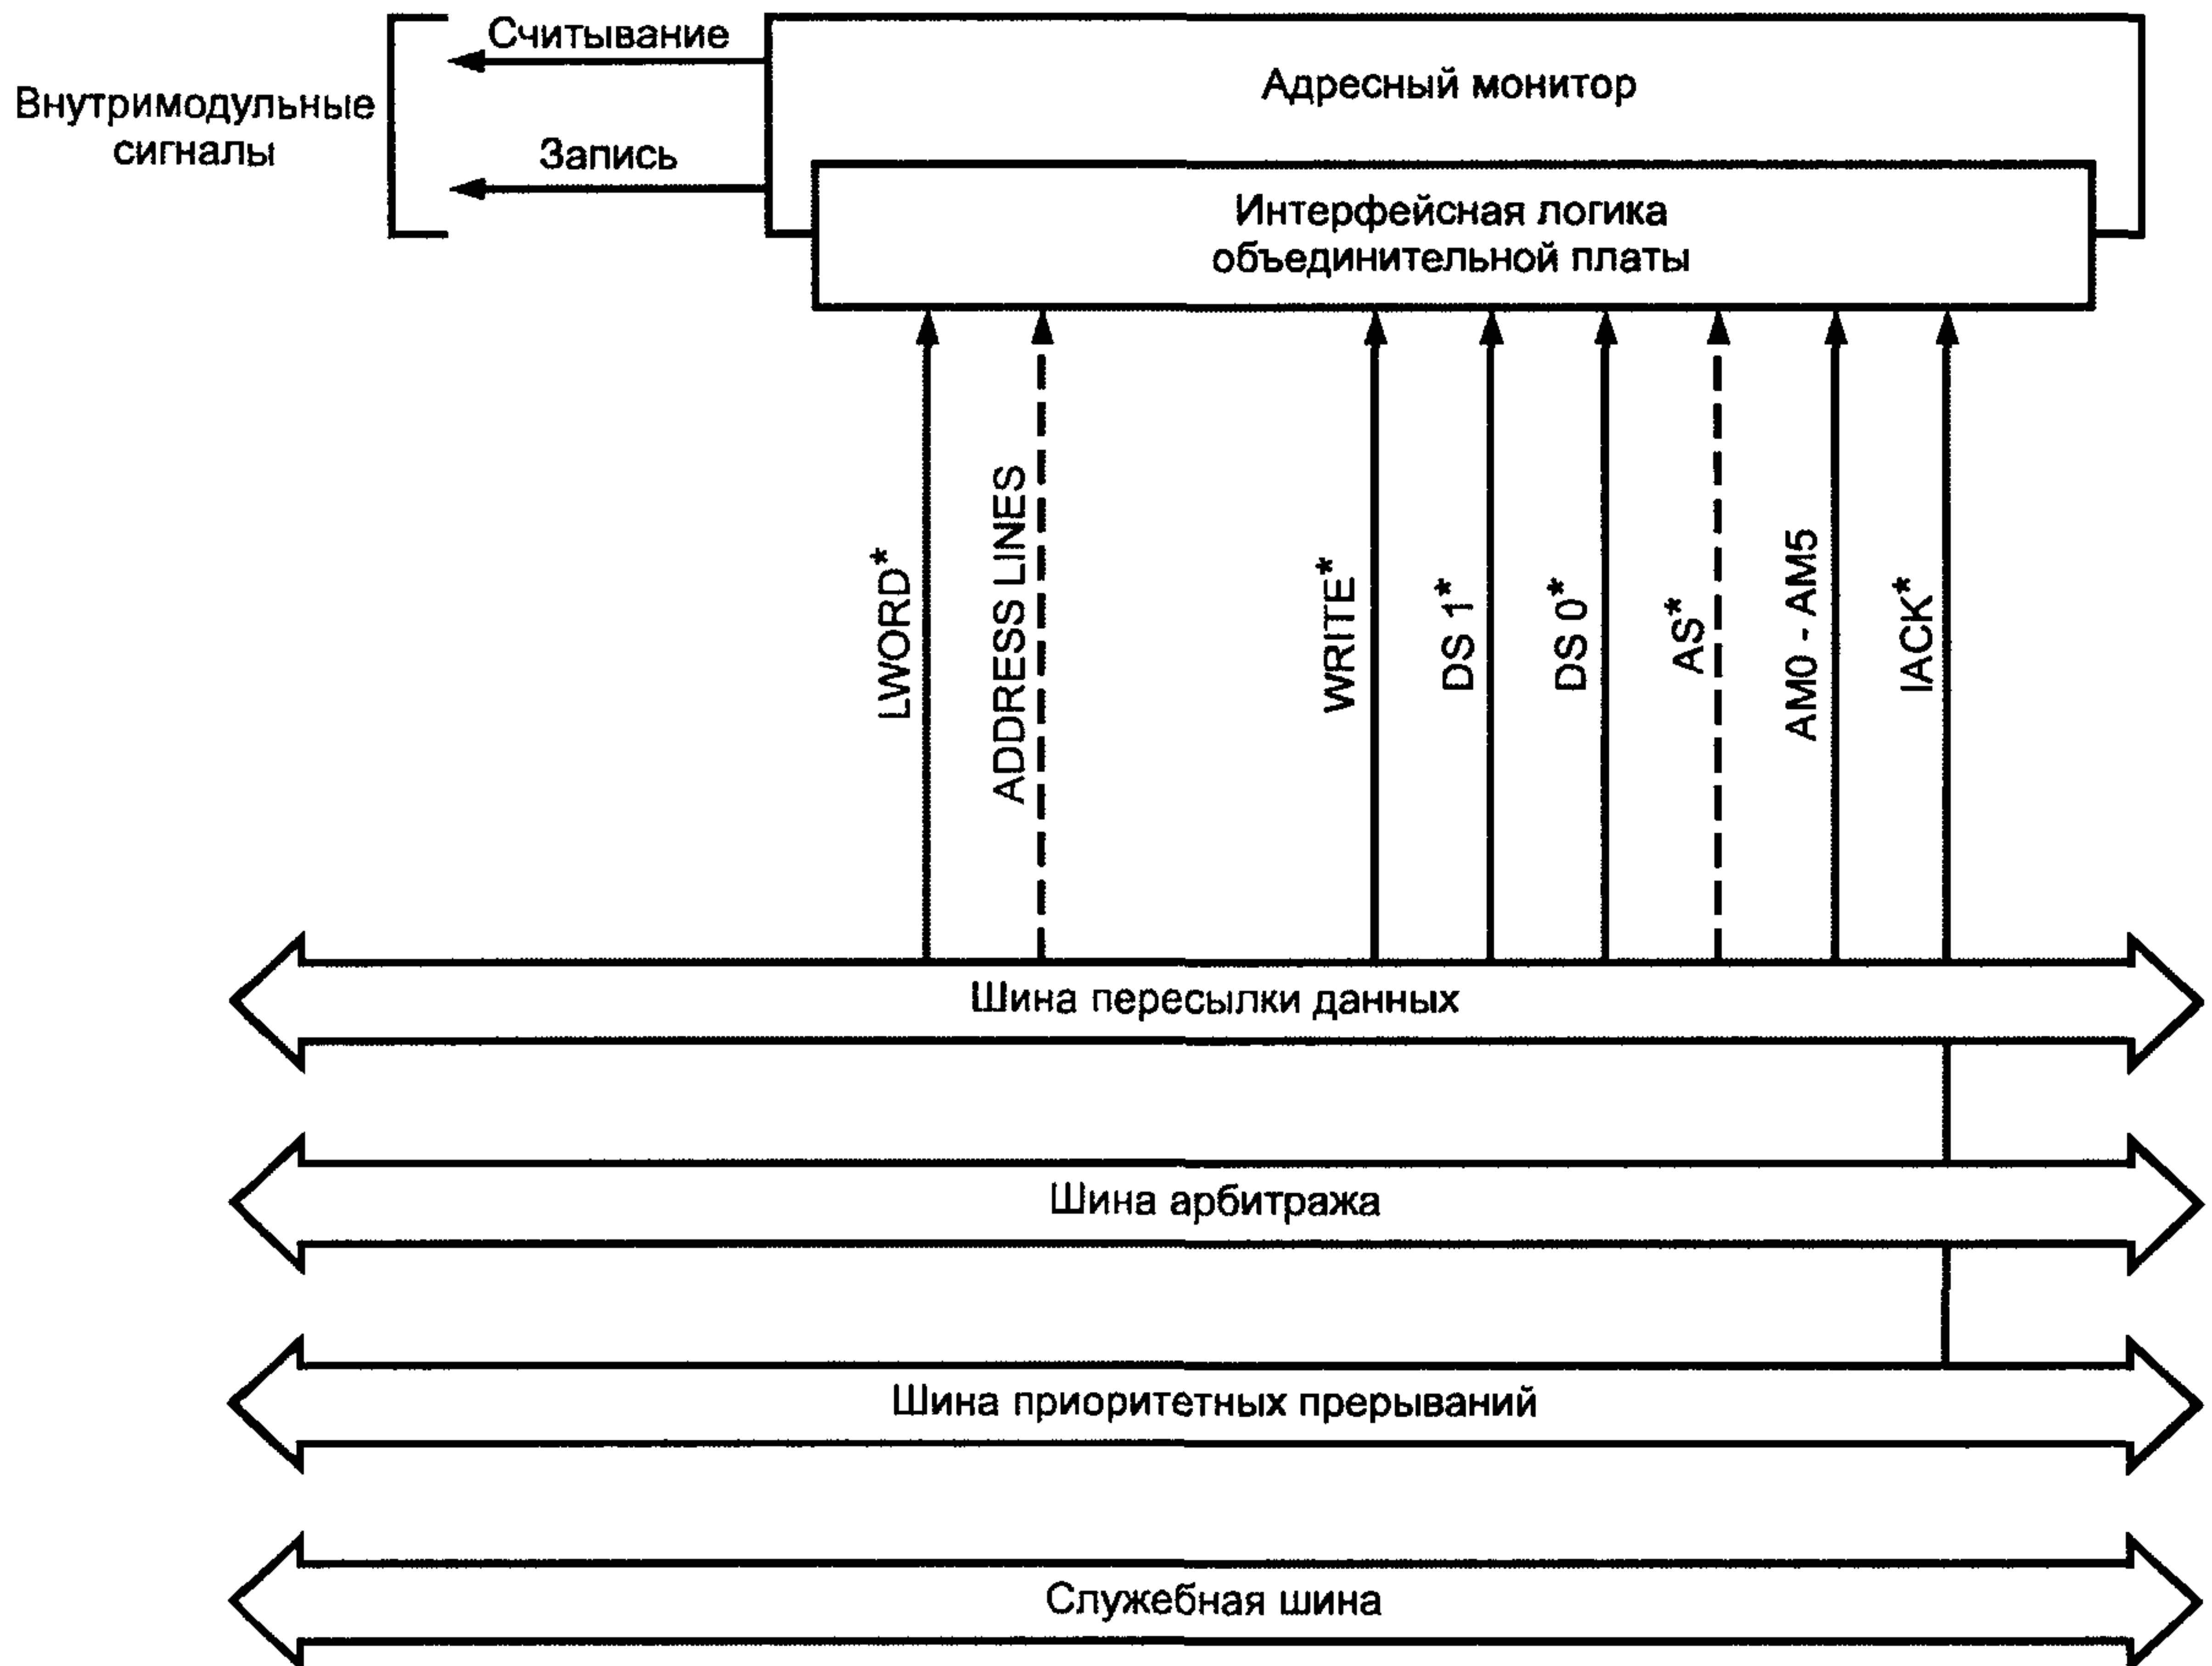 Считывание
Адресный монитор
Внутримодульные
сигналы
Запись
Интерфейсная логика
объединительной платы
LWORD*
ADDRESS LINES
WRITE*
DS 1*
DS 0*
AS*
AM0 - AM5
IACK*
Шина пересылки данных
Шина арбитража
Шина приоритетных прерываний
Служебная шина